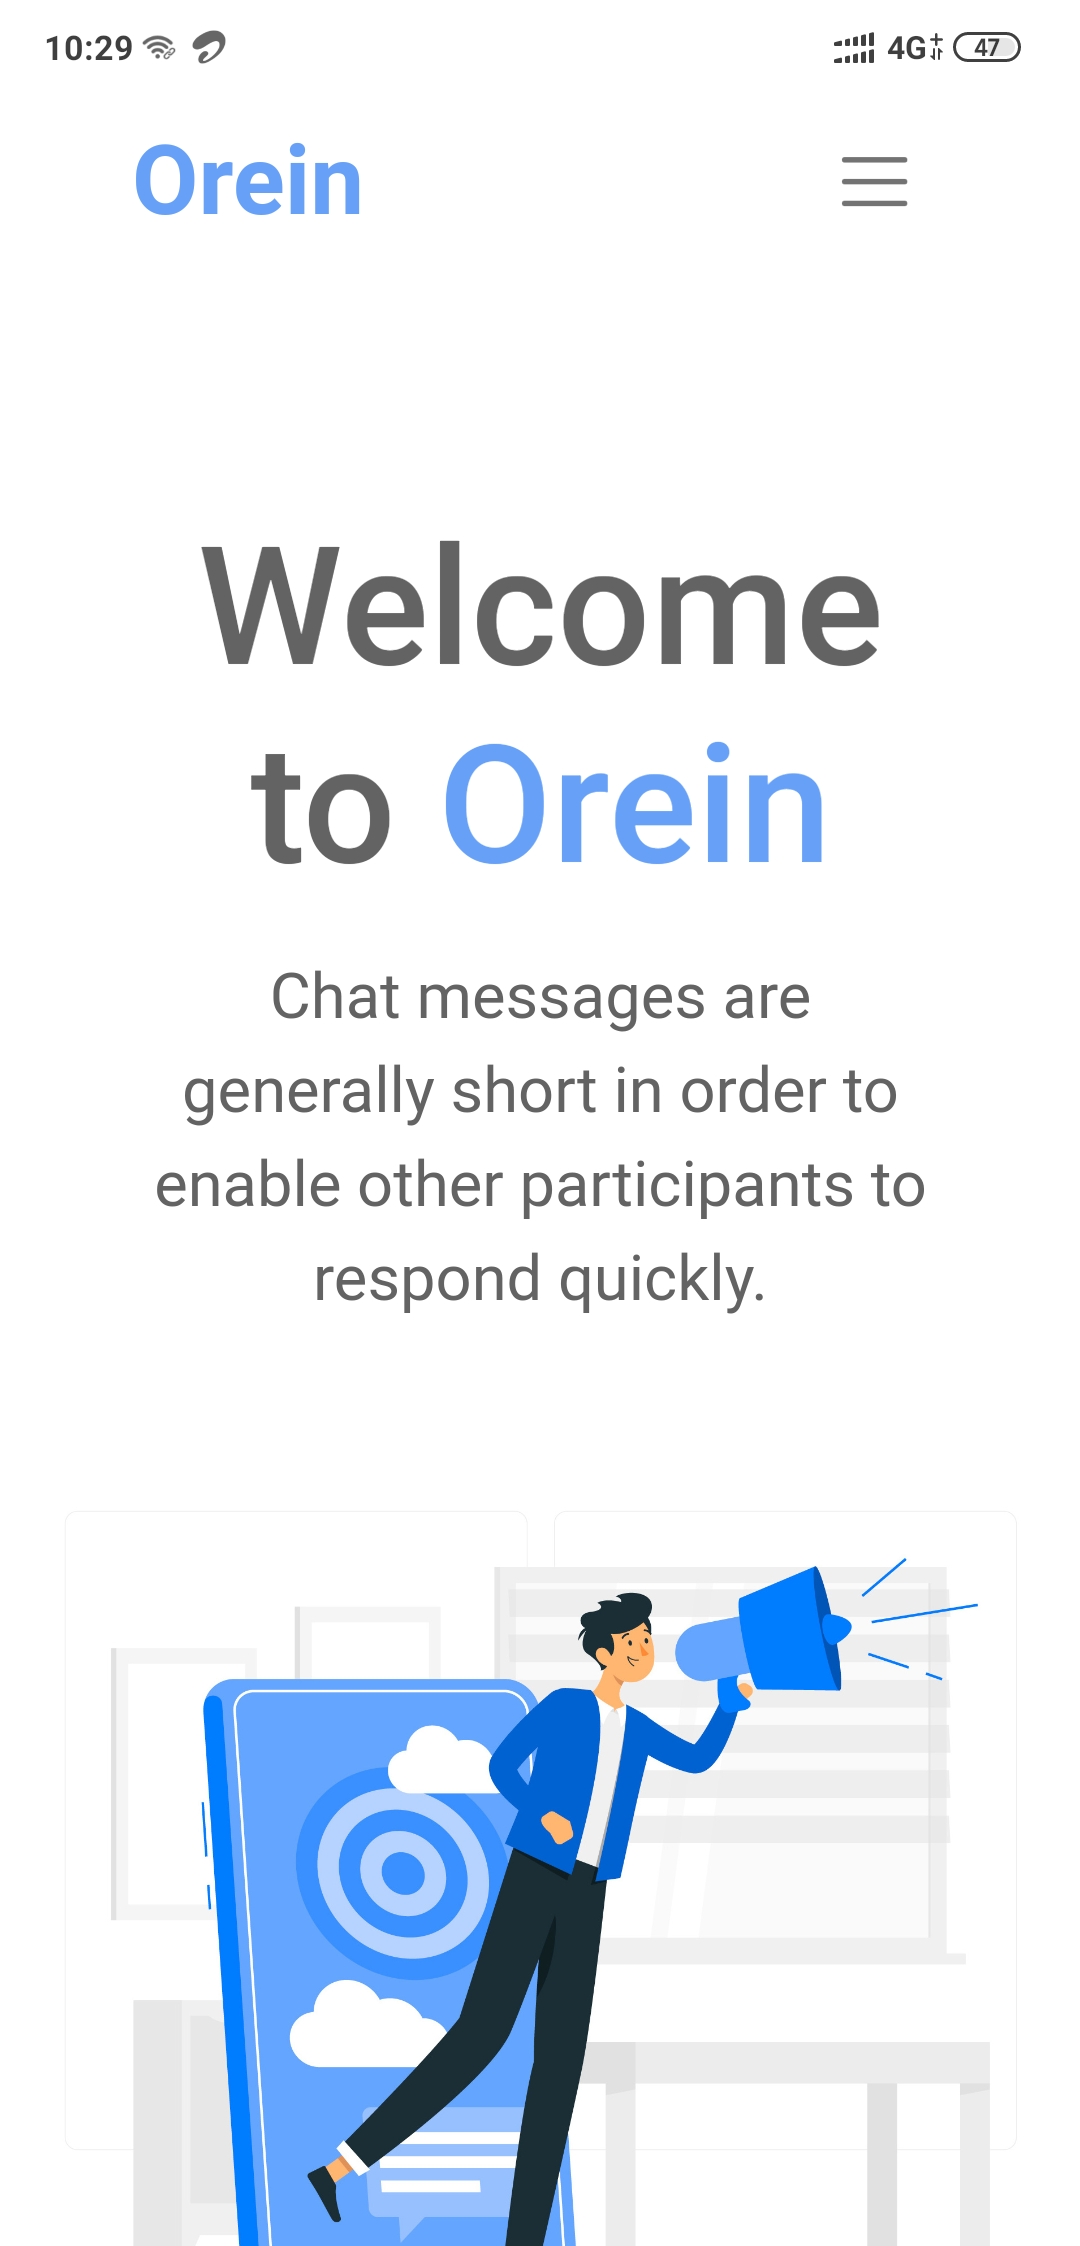 10:29 4G+ 47
Orein
Welcome
to Orein
Chat messages are
generally short in order to
enable other participants to
respond quickly.